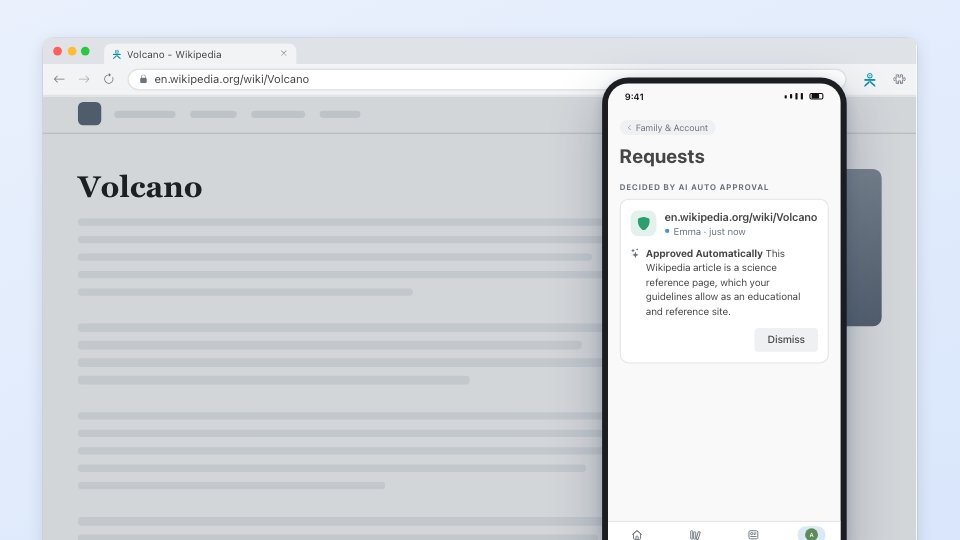 Volcano - Wikipedia
en.wikipedia.org/wiki/Volcano
Volcano
9:41
Family & Account
Requests
DECIDED BY AI AUTO APPROVAL
en.wikipedia.org/wiki/Volcano
Emma · just now
Approved Automatically This
Wikipedia article is a science
reference page, which your
guidelines allow as an educational
and reference site.
Dismiss
A